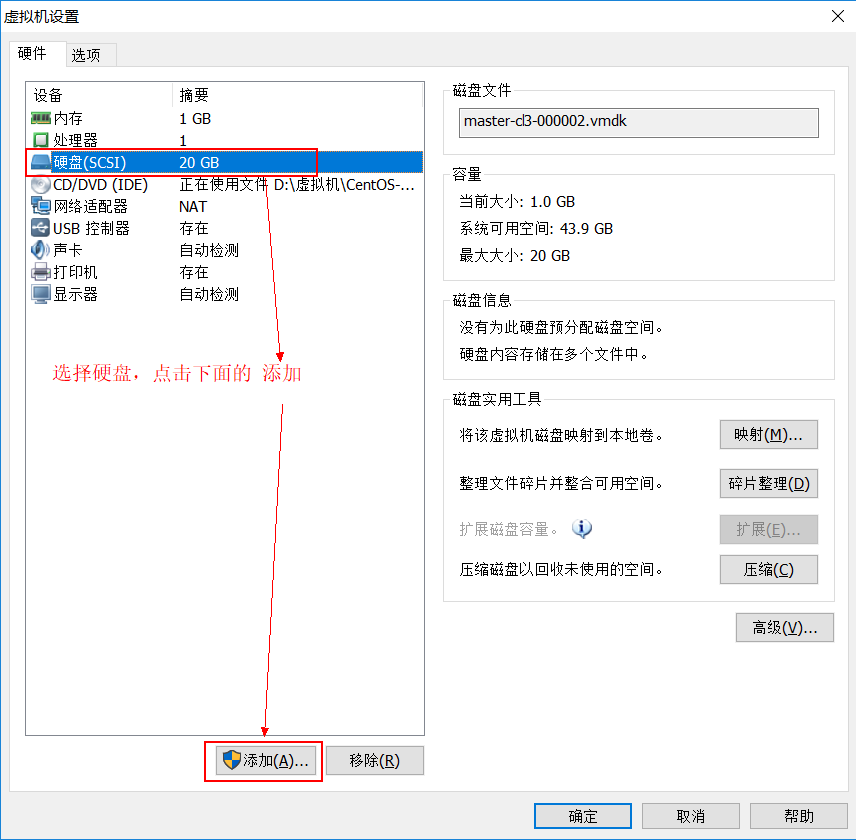 虚拟机设置
硬件 选项
设备 摘要
内存 1 GB
处理器 1
硬盘(SCSI) 20 GB
CD/DVD (IDE) 正在使用文件 D:\虚拟机\CentOS-...
网络适配器 NAT
USB 控制器 存在
声卡 自动检测
打印机 存在
显示器 自动检测
选择硬盘，点击下面的 添加
添加(A)... 移除(R)
磁盘文件
master-cl3-000002.vmdk
容量
当前大小: 1.0 GB
系统可用空间: 43.9 GB
最大大小: 20 GB
磁盘信息
没有为此硬盘预分配磁盘空间。
硬盘内容存储在多个文件中。
磁盘实用工具
将该虚拟机磁盘映射到本地卷。 映射(M)...
整理文件碎片并整合可用空间。 碎片整理(D)
扩展磁盘容量。 扩展(E)...
压缩磁盘以回收未使用的空间。 压缩(C)
高级(V)...
确定 取消 帮助